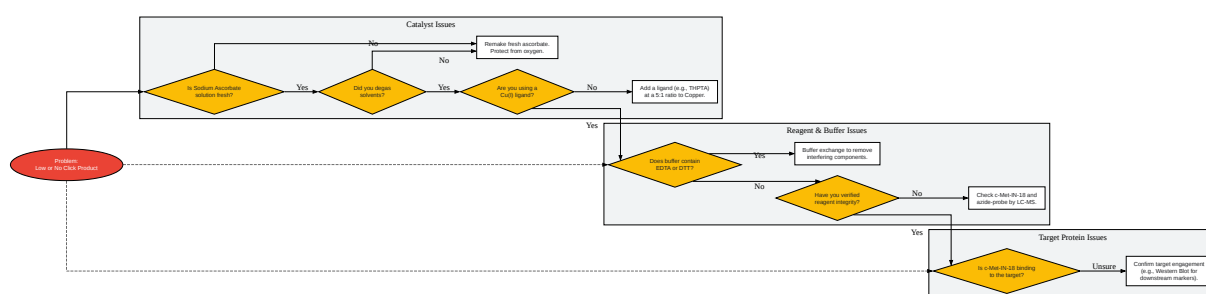 Catalyst Issues
No
Remake fresh ascorbate.
Protect from oxygen.
No
Is Sodium Ascorbate
solution fresh?
Yes
Did you degas
solvents?
Yes
Are you using a
Cu(I) ligand?
No
Add a ligand (e.g., THPTA)
at a 5:1 ratio to Copper.
Yes
Reagent & Buffer Issues
Problem:
Low or No Click Product
Does buffer contain
EDTA or DTT?
Yes
Buffer exchange to remove
interfering components.
No
Have you verified
reagent integrity?
No
Check c-Met-IN-18 and
azide-probe by LC-MS.
Yes
Target Protein Issues
Is c-Met-IN-18 binding
to the target?
Unsure
Confirm target engagement
(e.g., Western Blot for
downstream markers).